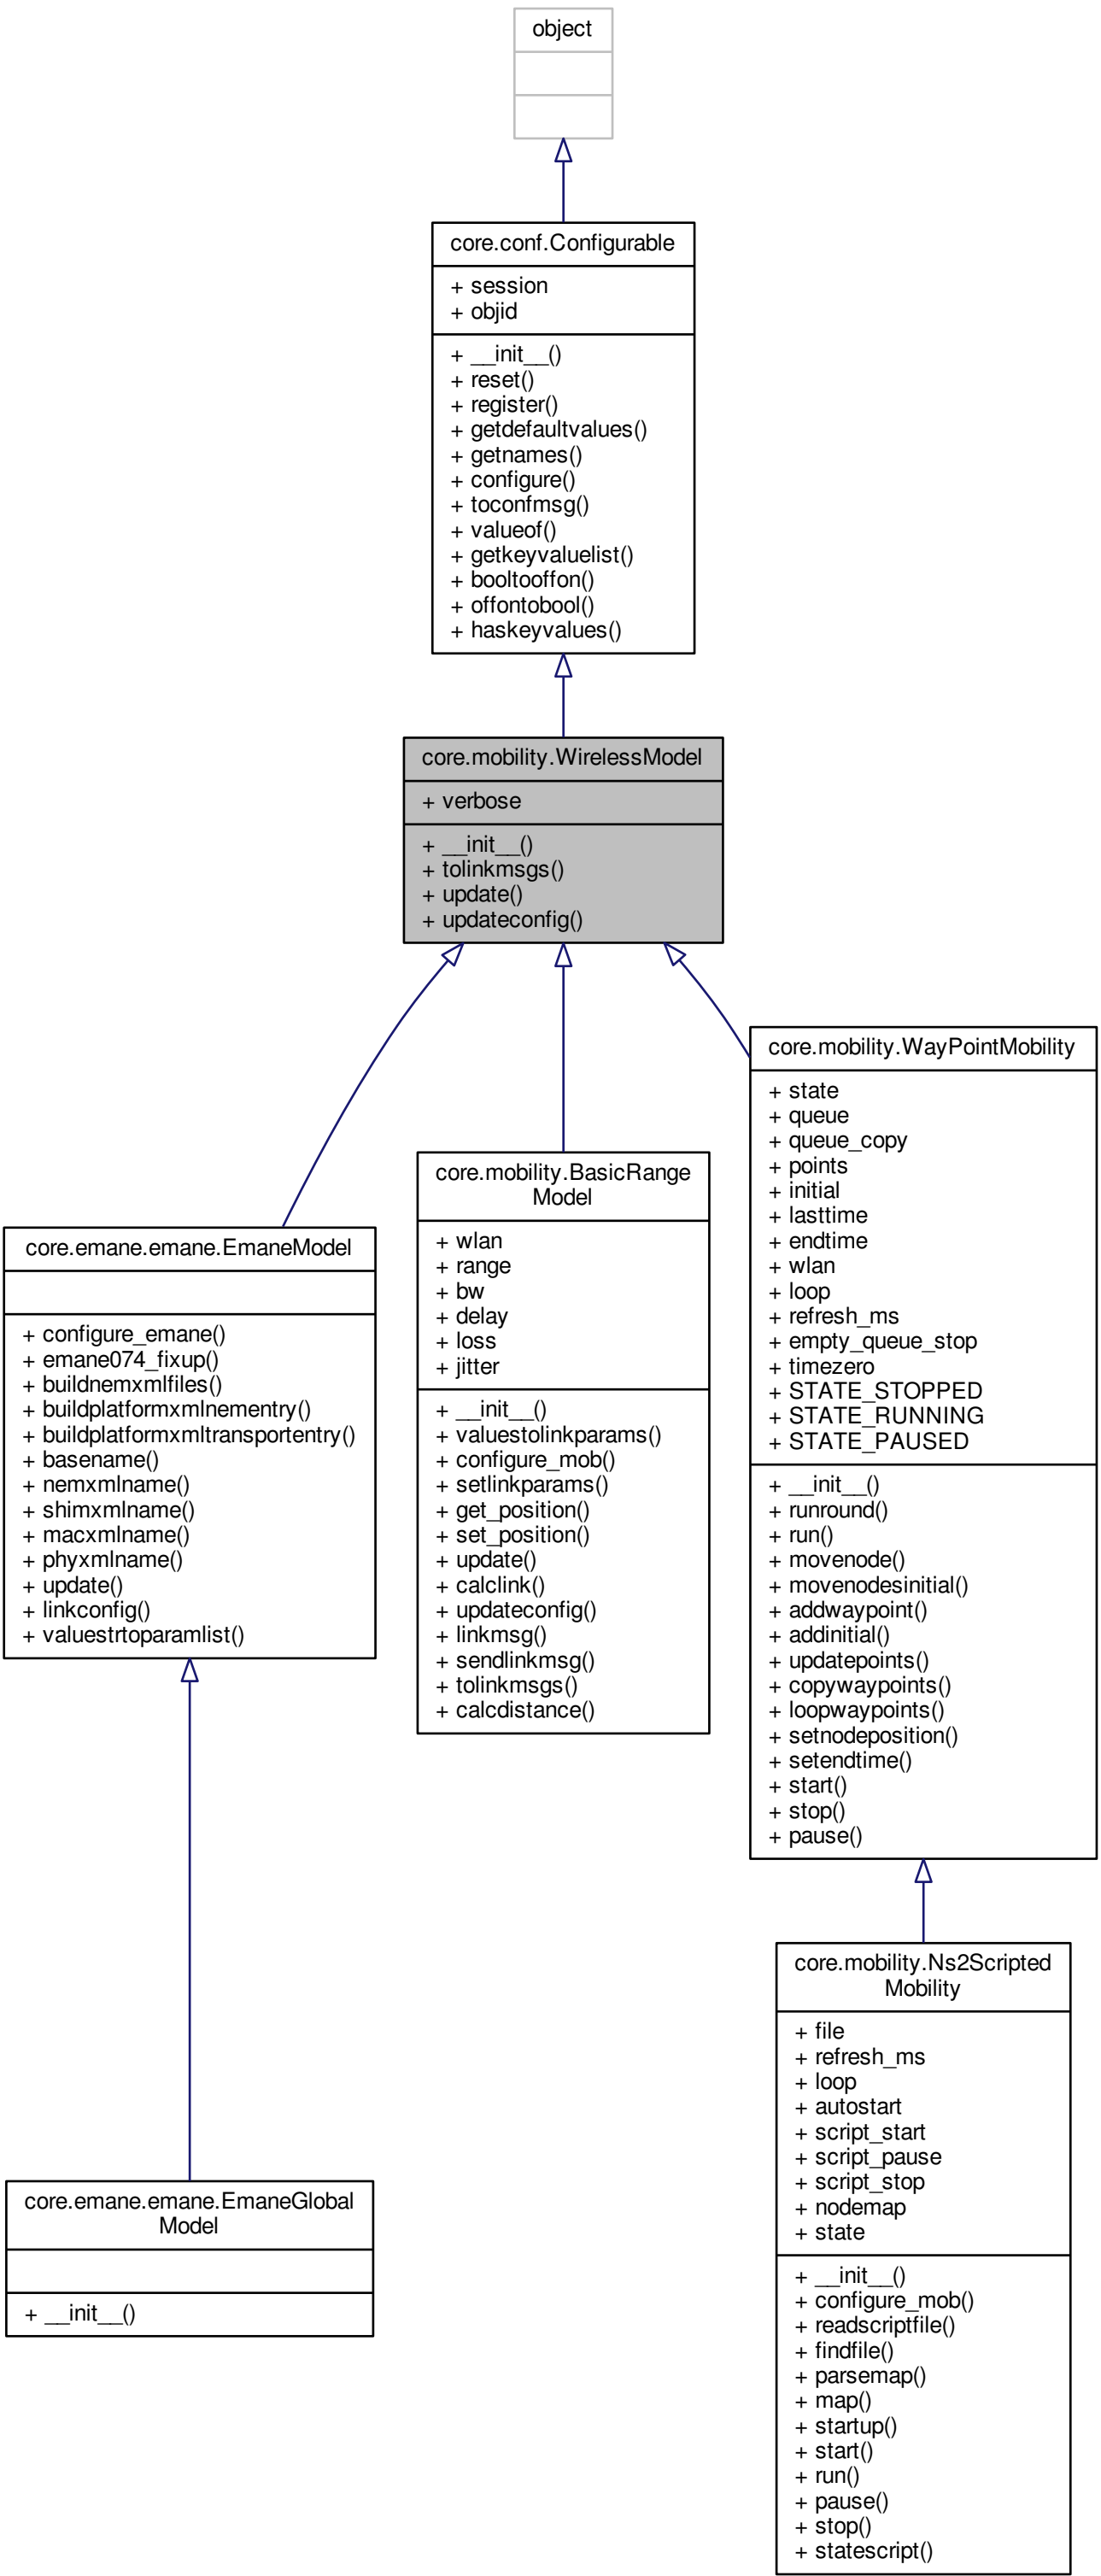 object
core.conf.Configurable
+ session
+ objid
+ __init__()
+ reset()
+ register()
+ getdefaultvalues()
+ getnames()
+ configure()
+ toconfmsg()
+ valueof()
+ getkeyvaluelist()
+ booltooffon()
+ offontobool()
+ haskeyvalues()
core.mobility.WirelessModel
+ verbose
+ __init__()
+ tolinkmsgs()
+ update()
+ updateconfig()
core.emane.emane.EmaneModel
+ configure_emane()
+ emane074_fixup()
+ buildnemxmlfiles()
+ buildplatformxmlnementry()
+ buildplatformxmltransportentry()
+ basename()
+ nemxmlname()
+ shimxmlname()
+ macxmlname()
+ phyxmlname()
+ update()
+ linkconfig()
+ valuestrtoparamlist()
core.mobility.BasicRange
Model
+ wlan
+ range
+ bw
+ delay
+ loss
+ jitter
+ __init__()
+ valuestolinkparams()
+ configure_mob()
+ setlinkparams()
+ get_position()
+ set_position()
+ update()
+ calclink()
+ updateconfig()
+ linkmsg()
+ sendlinkmsg()
+ tolinkmsgs()
+ calcdistance()
core.mobility.WayPointMobility
+ state
+ queue
+ queue_copy
+ points
+ initial
+ lasttime
+ endtime
+ wlan
+ loop
+ refresh_ms
+ empty_queue_stop
+ timezero
+ STATE_STOPPED
+ STATE_RUNNING
+ STATE_PAUSED
+ __init__()
+ runround()
+ run()
+ movenode()
+ movenodesinitial()
+ addwaypoint()
+ addinitial()
+ updatepoints()
+ copywaypoints()
+ loopwaypoints()
+ setnodeposition()
+ setendtime()
+ start()
+ stop()
+ pause()
core.emane.emane.EmaneGlobal
Model
+ __init__()
core.mobility.Ns2Scripted
Mobility
+ file
+ refresh_ms
+ loop
+ autostart
+ script_start
+ script_pause
+ script_stop
+ nodemap
+ state
+ __init__()
+ configure_mob()
+ readscriptfile()
+ findfile()
+ parsemap()
+ map()
+ startup()
+ start()
+ run()
+ pause()
+ stop()
+ statescript()